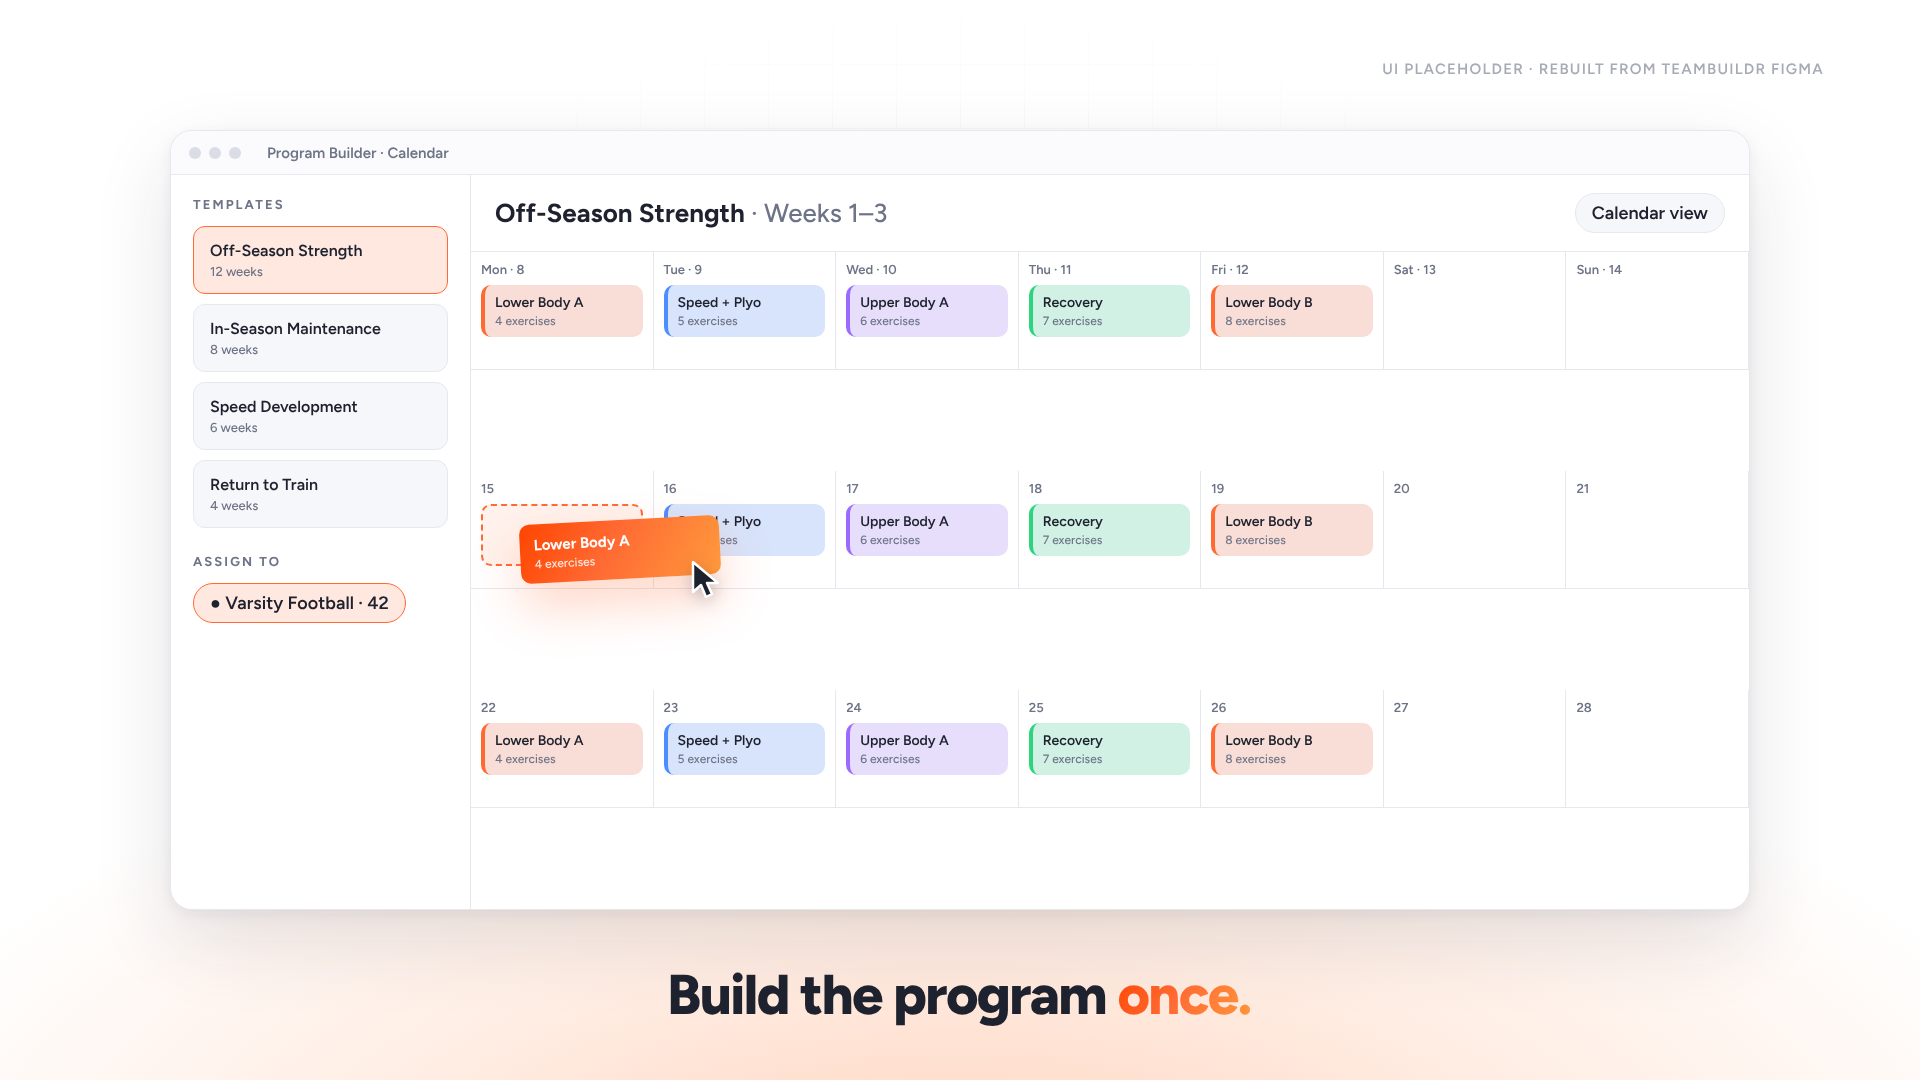 UI PLACEHOLDER · REBUILT FROM TEAMBUILDR FIGMA
Program Builder · Calendar
TEMPLATES
Off-Season Strength
12 weeks
In-Season Maintenance
8 weeks
Speed Development
6 weeks
Return to Train
4 weeks
ASSIGN TO
● Varsity Football · 42
Off-Season Strength · Weeks 1–3
Calendar view
Mon · 8
Lower Body A
4 exercises
Tue · 9
Speed + Plyo
5 exercises
Wed · 10
Upper Body A
6 exercises
Thu · 11
Recovery
7 exercises
Fri · 12
Lower Body B
8 exercises
Sat · 13
Sun · 14
15
Lower Body A
4 exercises
16
+ Plyo
17
Upper Body A
6 exercises
18
Recovery
7 exercises
19
Lower Body B
8 exercises
20
21
22
Lower Body A
4 exercises
23
Speed + Plyo
5 exercises
24
Upper Body A
6 exercises
25
Recovery
7 exercises
26
Lower Body B
8 exercises
27
28
Build the program once.